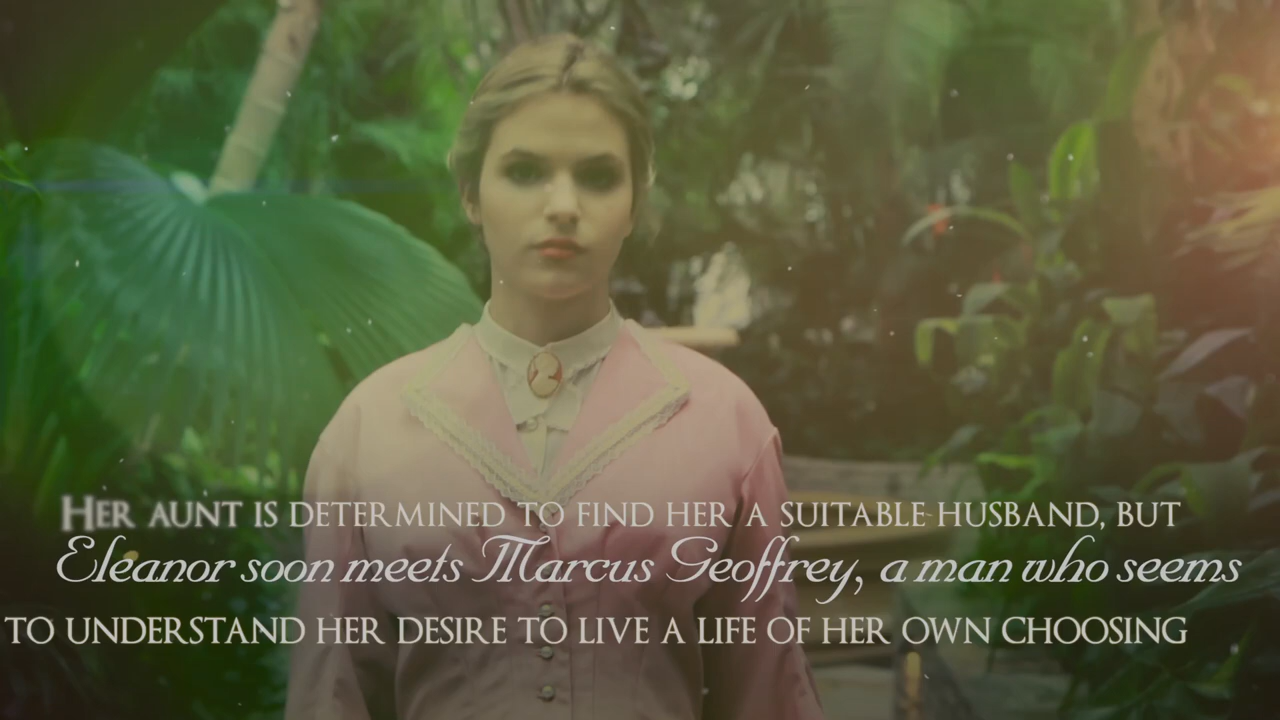 Her aunt is determined to find her a suitable husband, but
Eleanor soon meets Marcus Geoffrey, a man who seems
to understand her desire to live a life of her own choosing